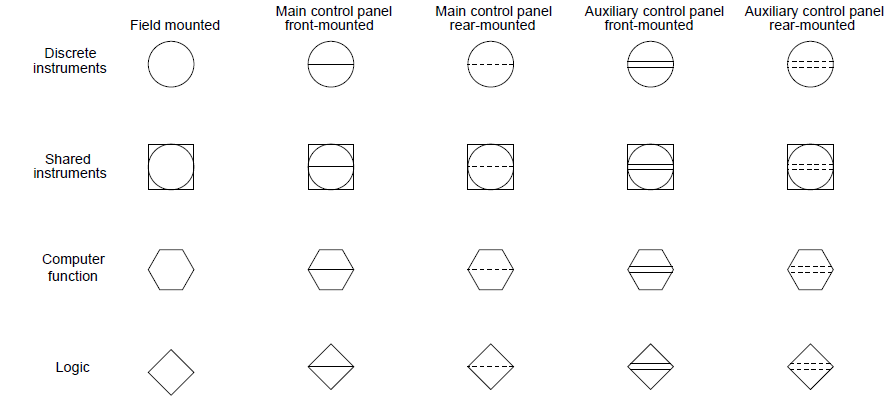 Field mounted
Main control panel
front-mounted
Main control panel
rear-mounted
Auxiliary control panel
front-mounted
Auxiliary control panel
rear-mounted
Discrete
instruments
Shared
instruments
Computer
function
Logic